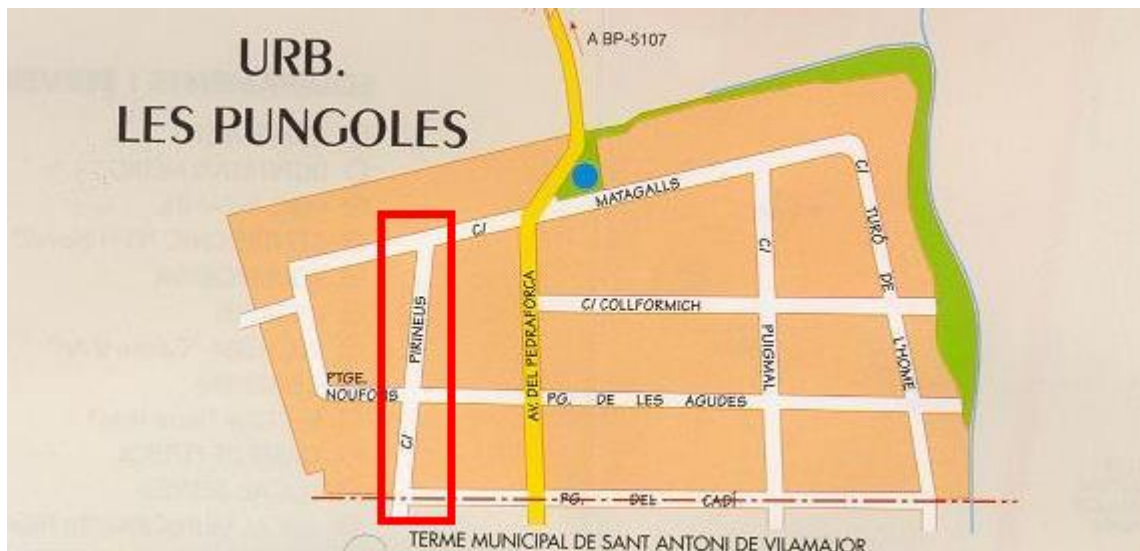 URB.
LES PUNGOLES
A BP-5107
C/ MATAGALLS
C/ TURÓ DE L'HOME
C/ PIRINEUS
AV. DEL PEDRAFORCA
C/ COLLFORMICH
C/ PUIGMAL
PTGE.
NOUFONS
PG. DE LES AGUDES
PG. DEL CADÍ
TERME MUNICIPAL DE SANT ANTONI DE VILAMAJOR